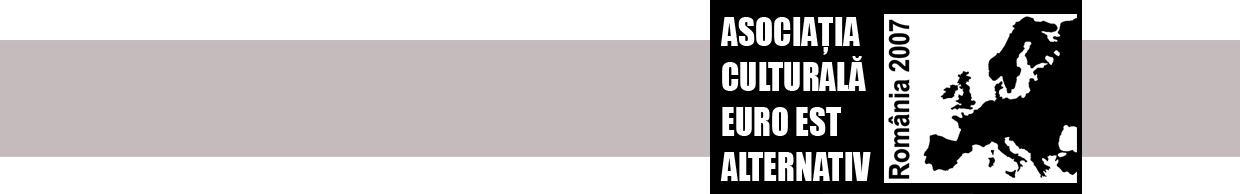 ASOCIAȚIA
CULTURALĂ
EURO EST
ALTERNATIV
România 2007